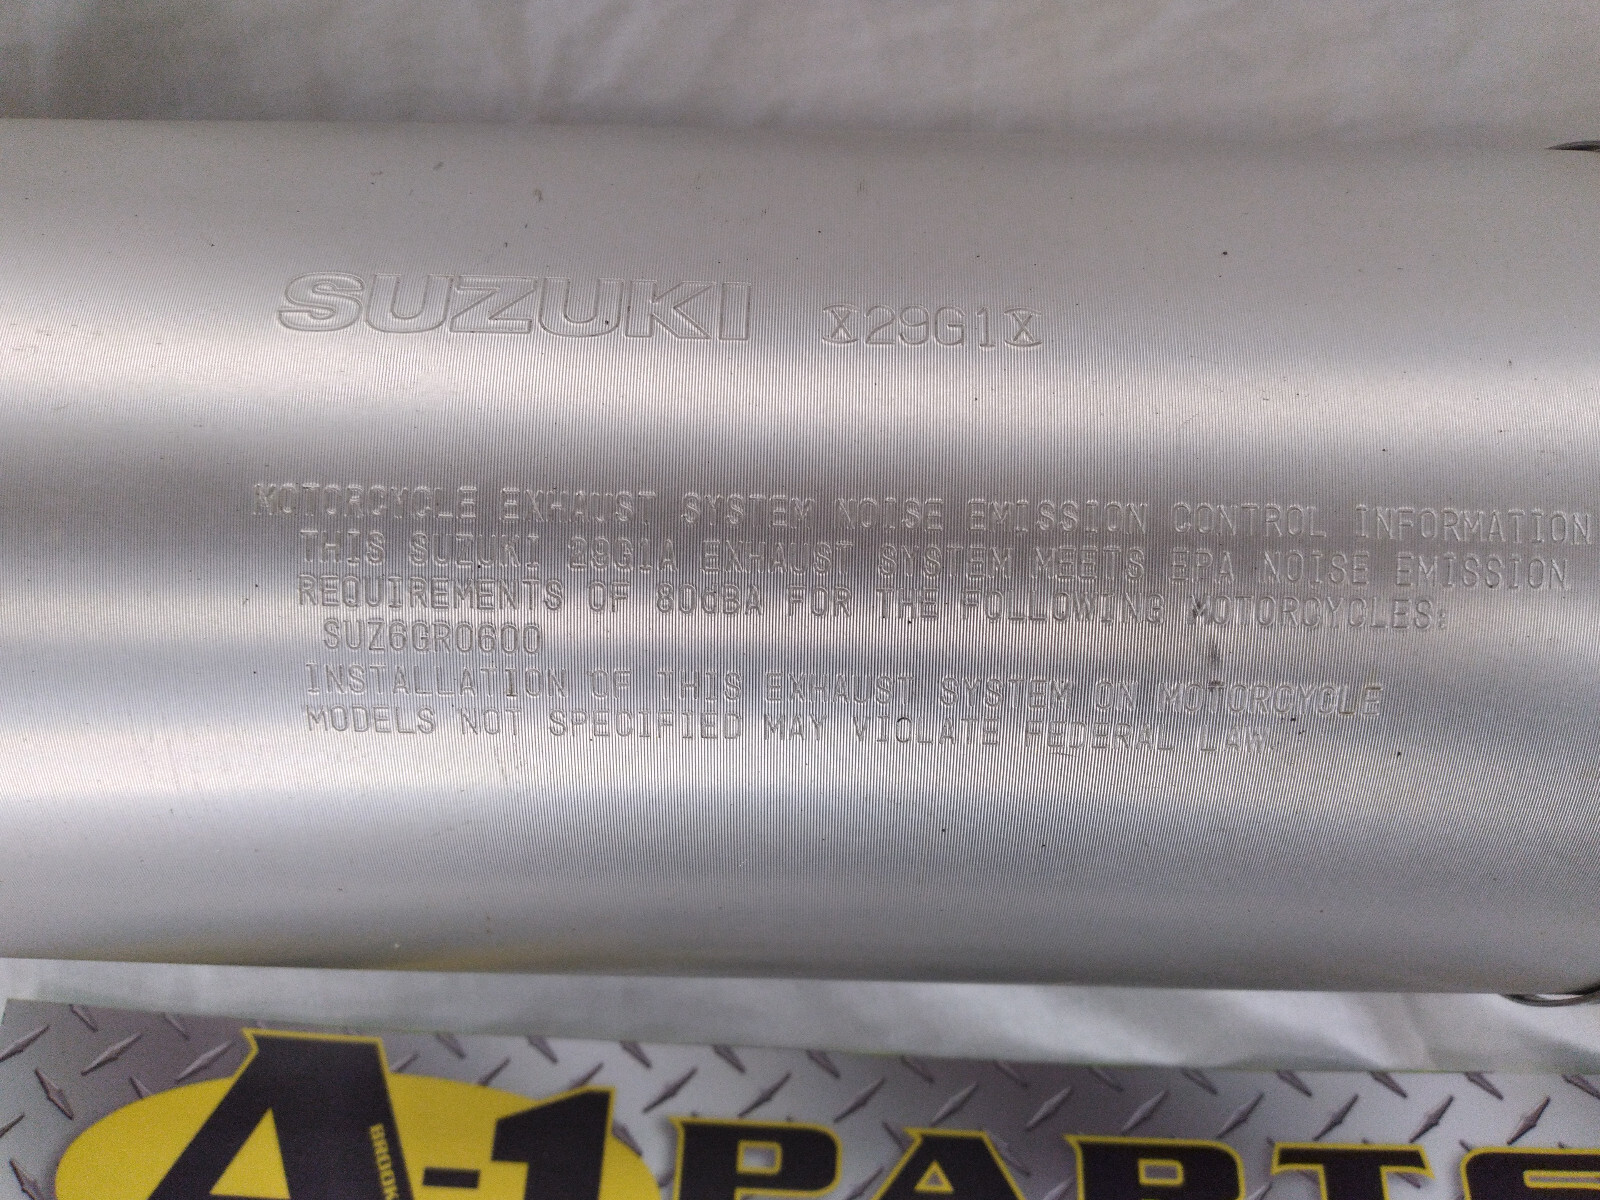 SUZUKI X29G1X
MOTORCYCLE EXHAUST SYSTEM NOISE EMISSION CONTROL INFORMATION
THIS SUZUKI 29G1A EXHAUST SYSTEM MEETS EPA NOISE EMISSION
REQUIREMENTS OF 80dBA FOR THE FOLLOWING MOTORCYCLES:
SUZ6GR0600
INSTALLATION OF THIS EXHAUST SYSTEM ON MOTORCYCLE
MODELS NOT SPECIFIED MAY VIOLATE FEDERAL LAW.
A-1 PARTS